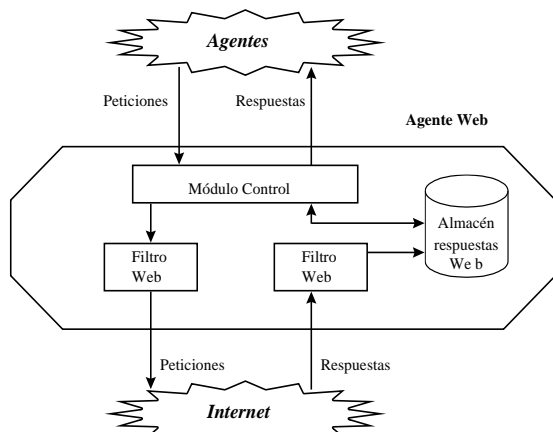 Agentes
Peticiones
Respuestas
Agente Web
Módulo Control
Almacén
respuestas
We b
Filtro
Web
Filtro
Web
Peticiones
Respuestas
Internet